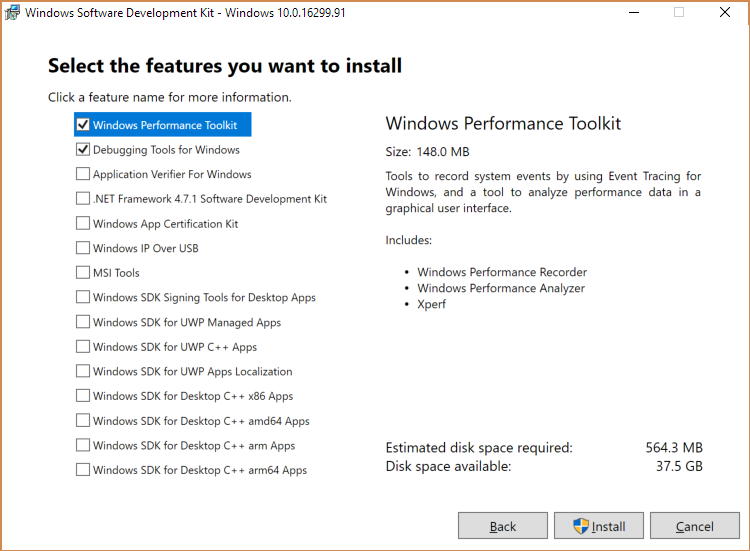 Windows Software Development Kit - Windows 10.0.16299.91
Select the features you want to install
Click a feature name for more information.
Windows Performance Toolkit
Debugging Tools for Windows
Application Verifier For Windows
.NET Framework 4.7.1 Software Development Kit
Windows App Certification Kit
Windows IP Over USB
MSI Tools
Windows SDK Signing Tools for Desktop Apps
Windows SDK for UWP Managed Apps
Windows SDK for UWP C++ Apps
Windows SDK for UWP Apps Localization
Windows SDK for Desktop C++ x86 Apps
Windows SDK for Desktop C++ amd64 Apps
Windows SDK for Desktop C++ arm Apps
Windows SDK for Desktop C++ arm64 Apps
Windows Performance Toolkit
Size: 148.0 MB
Tools to record system events by using Event Tracing for
Windows, and a tool to analyze performance data in a
graphical user interface.
Includes:
• Windows Performance Recorder
• Windows Performance Analyzer
• Xperf
Estimated disk space required: 564.3 MB
Disk space available: 37.5 GB
Back
Install
Cancel